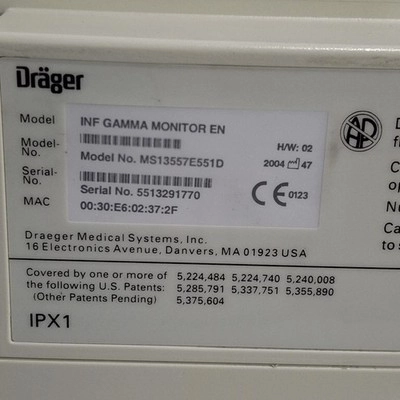 Dräger
Model INF GAMMA MONITOR EN
H/W: 02
Model-No. Model No. MS13557E551D
2004 47
Serial-No. Serial No. 5513291770
CE 0123
MAC 00:30:E6:02:37:2F
Draeger Medical Systems, Inc.
16 Electronics Avenue, Danvers, MA 01923 USA
Covered by one or more of 5,224,484 5,224,740 5,240,008
the following U.S. Patents: 5,285,791 5,337,751 5,355,890
(Other Patents Pending) 5,375,604
IPX1